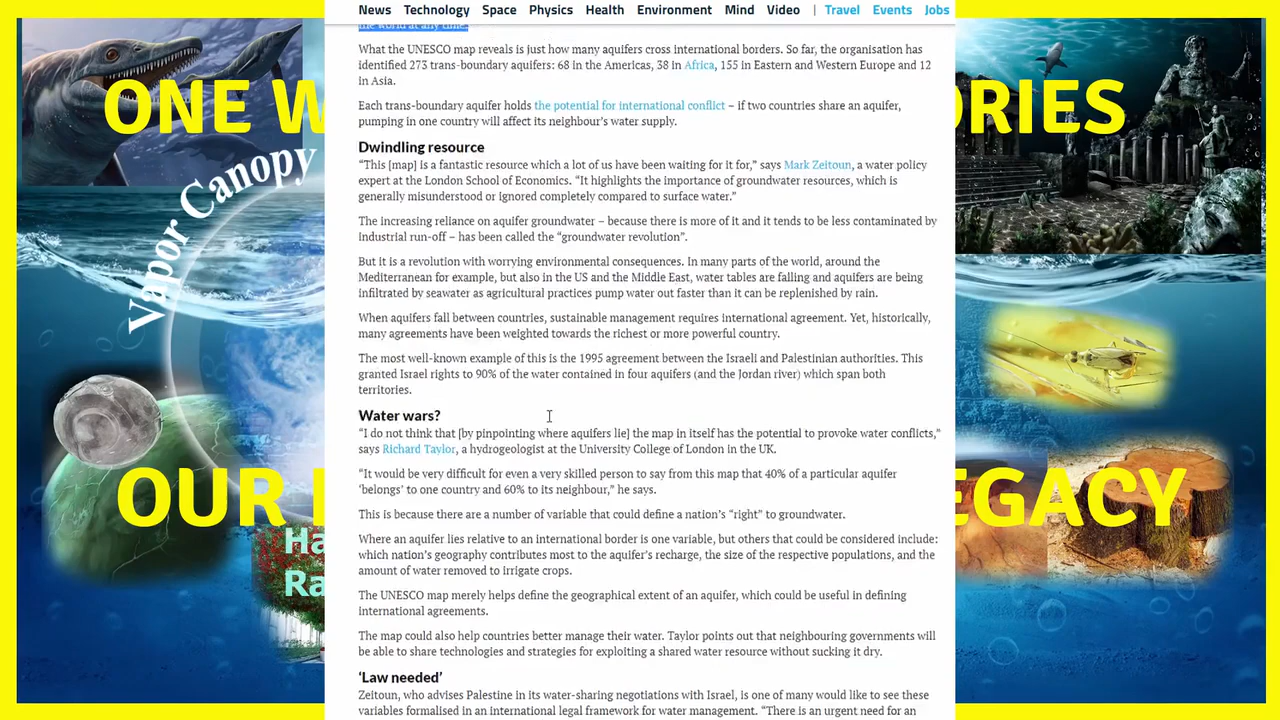 News Technology Space Physics Health Environment Mind Video | Travel Events Jobs
the world at any time.
What the UNESCO map reveals is just how many aquifers cross international borders. So far, the organisation has
identified 273 trans-boundary aquifers: 68 in the Americas, 38 in Africa, 155 in Eastern and Western Europe and 12
in Asia.
Each trans-boundary aquifer holds the potential for international conflict – if two countries share an aquifer,
pumping in one country will affect its neighbour's water supply.
Dwindling resource
“This [map] is a fantastic resource which a lot of us have been waiting for it for,” says Mark Zeitoun, a water policy
expert at the London School of Economics. “It highlights the importance of groundwater resources, which is
generally misunderstood or ignored completely compared to surface water.”
The increasing reliance on aquifer groundwater – because there is more of it and it tends to be less contaminated by
industrial run-off – has been called the “groundwater revolution”.
But it is a revolution with worrying environmental consequences. In many parts of the world, around the
Mediterranean for example, but also in the US and the Middle East, water tables are falling and aquifers are being
infiltrated by seawater as agricultural practices pump water out faster than it can be replenished by rain.
When aquifers fall between countries, sustainable management requires international agreement. Yet, historically,
many agreements have been weighted towards the richest or more powerful country.
The most well-known example of this is the 1995 agreement between the Israeli and Palestinian authorities. This
granted Israel rights to 90% of the water contained in four aquifers (and the Jordan river) which span both
territories.
Water wars?
“I do not think that [by pinpointing where aquifers lie] the map in itself has the potential to provoke water conflicts,”
says Richard Taylor, a hydrogeologist at the University College of London in the UK.
“It would be very difficult for even a very skilled person to say from this map that 40% of a particular aquifer
‘belongs’ to one country and 60% to its neighbour,” he says.
This is because there are a number of variable that could define a nation’s “right” to groundwater.
Where an aquifer lies relative to an international border is one variable, but others that could be considered include:
which nation’s geography contributes most to the aquifer’s recharge, the size of the respective populations, and the
amount of water removed to irrigate crops.
The UNESCO map merely helps define the geographical extent of an aquifer, which could be useful in defining
international agreements.
The map could also help countries better manage their water. Taylor points out that neighbouring governments will
be able to share technologies and strategies for exploiting a shared water resource without sucking it dry.
‘Law needed’
Zeitoun, who advises Palestine in its water-sharing negotiations with Israel, is one of many would like to see these
variables formalised in an international legal framework for water management. “There is an urgent need for an
ONE W
ORIES
Vapor Canopy
OUR
EGACY
Ha
Ra